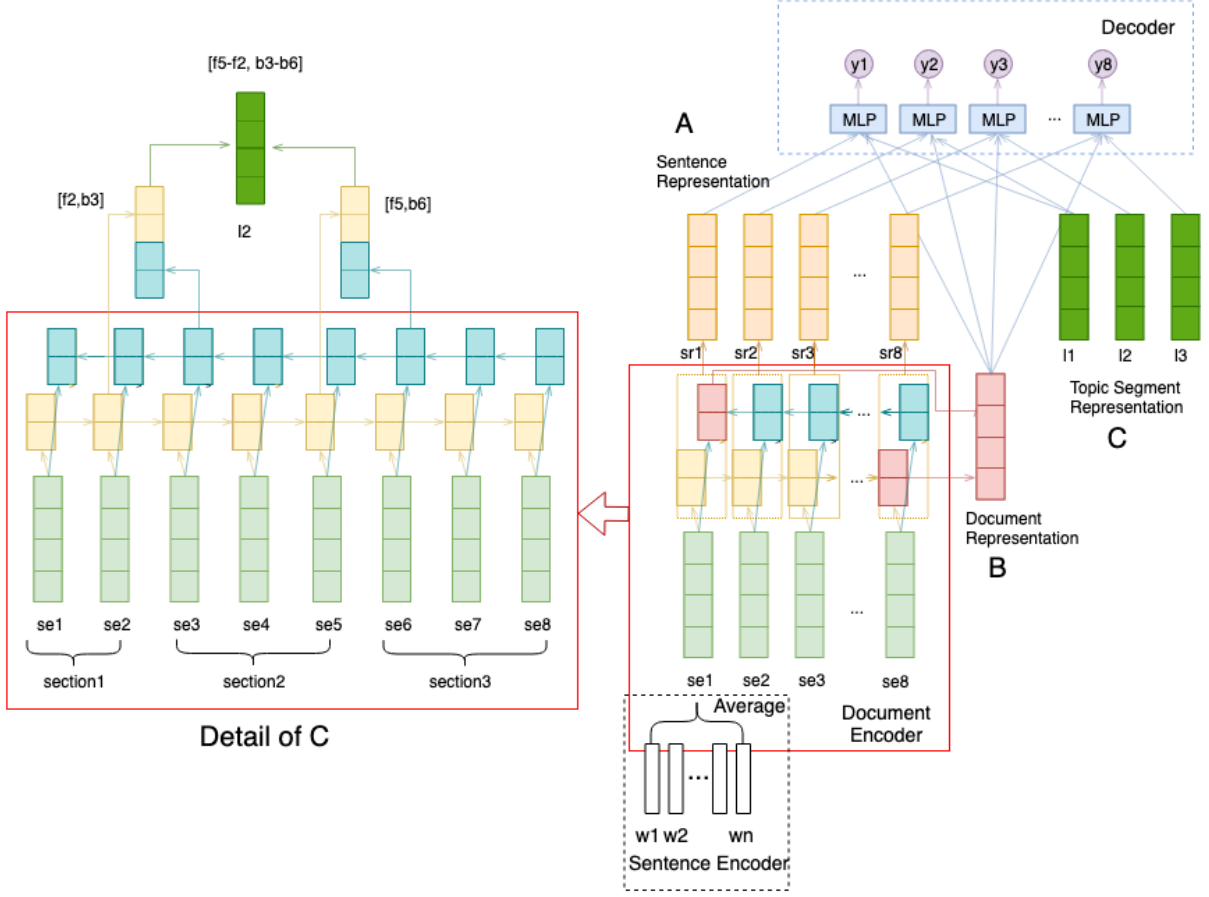 [f5-f2, b3-b6]
[f2,b3]
[f5,b6]
l2
se1 se2 se3 se4 se5 se6 se7 se8
section1 section2 section3
Detail of C
Decoder
y1 y2 y3 y8
MLP MLP MLP ... MLP
A
Sentence
Representation
...
sr1 sr2 sr3 sr8
l1 l2 l3
Topic Segment
Representation
C
...
...
Document
Representation
B
...
se1 se2 se3 se8
Average
Document
Encoder
...
w1 w2 wn
Sentence Encoder